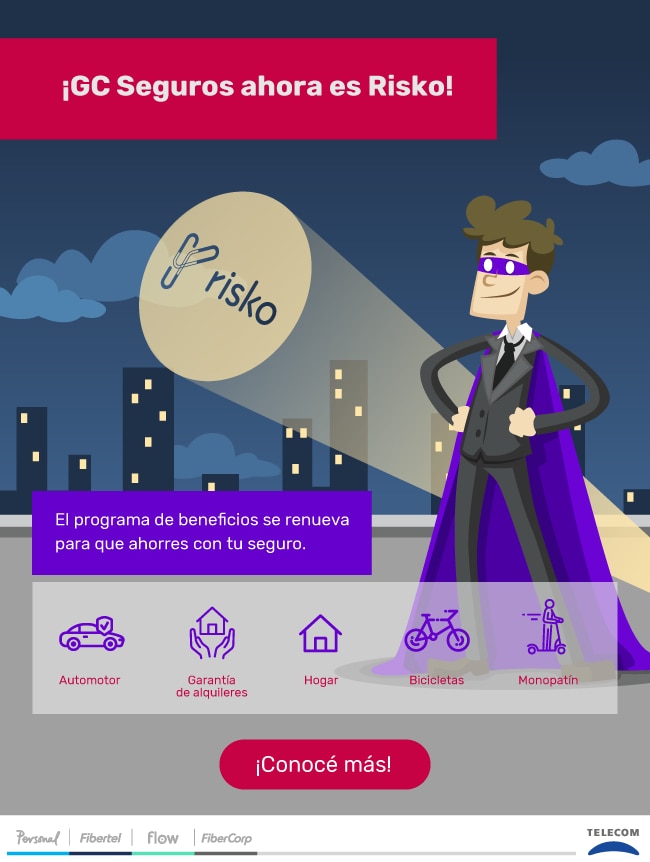 ¡GC Seguros ahora es Risko!
risko
El programa de beneficios se renueva
para que ahorres con tu seguro.
Automotor
Garantía
de alquileres
Hogar
Bicicletas
Monopatín
¡Conocé más!
Personal
Fibertel
flow
FiberCorp
TELECOM